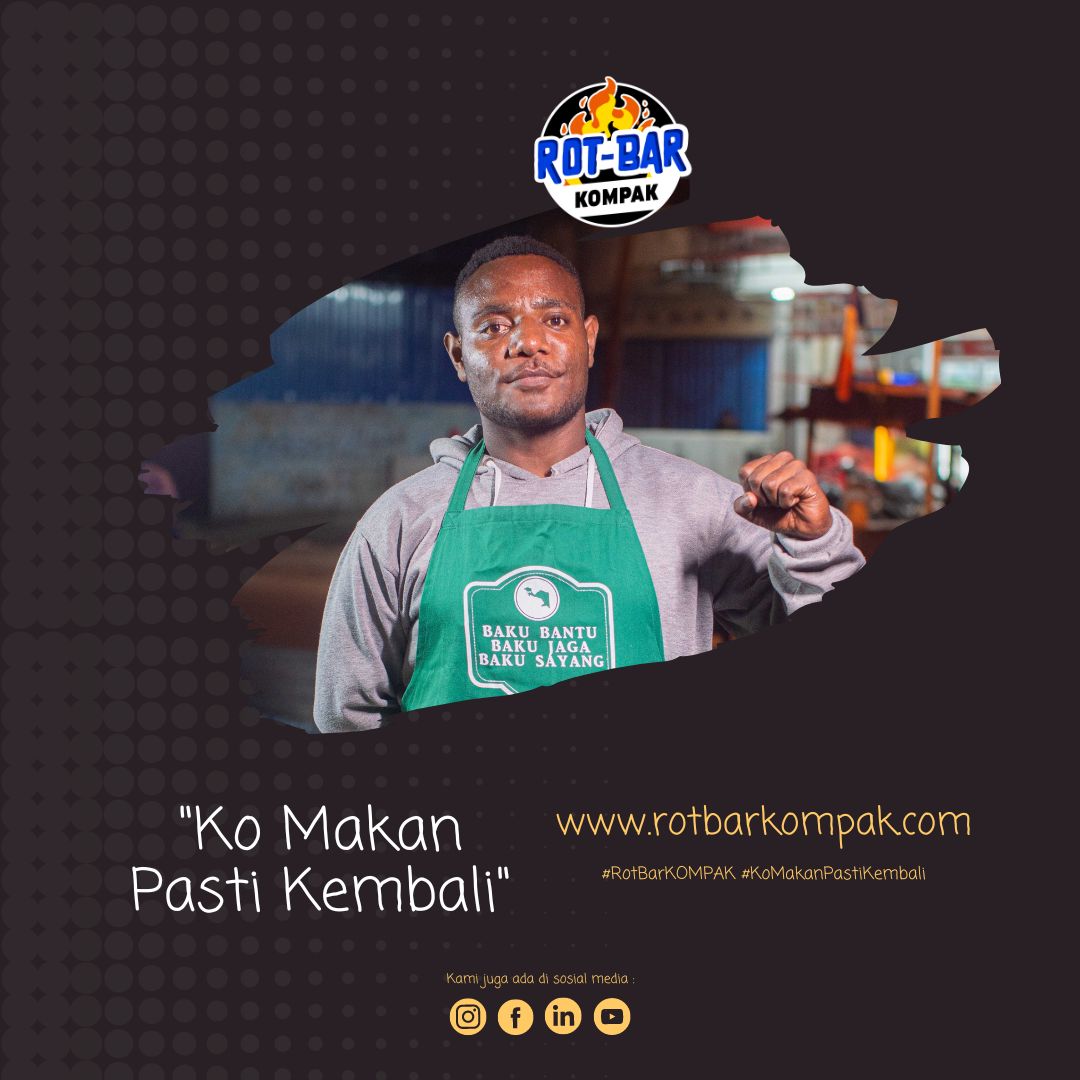 ROT-BAR
KOMPAK
BAKU BANTU
BAKU JAGA
BAKU SAYANG
"Ko Makan
Pasti Kembali"
www.rotbarkompak.com
#RotBarKOMPAK #KoMakanPastiKembali
Kami juga ada di sosial media :